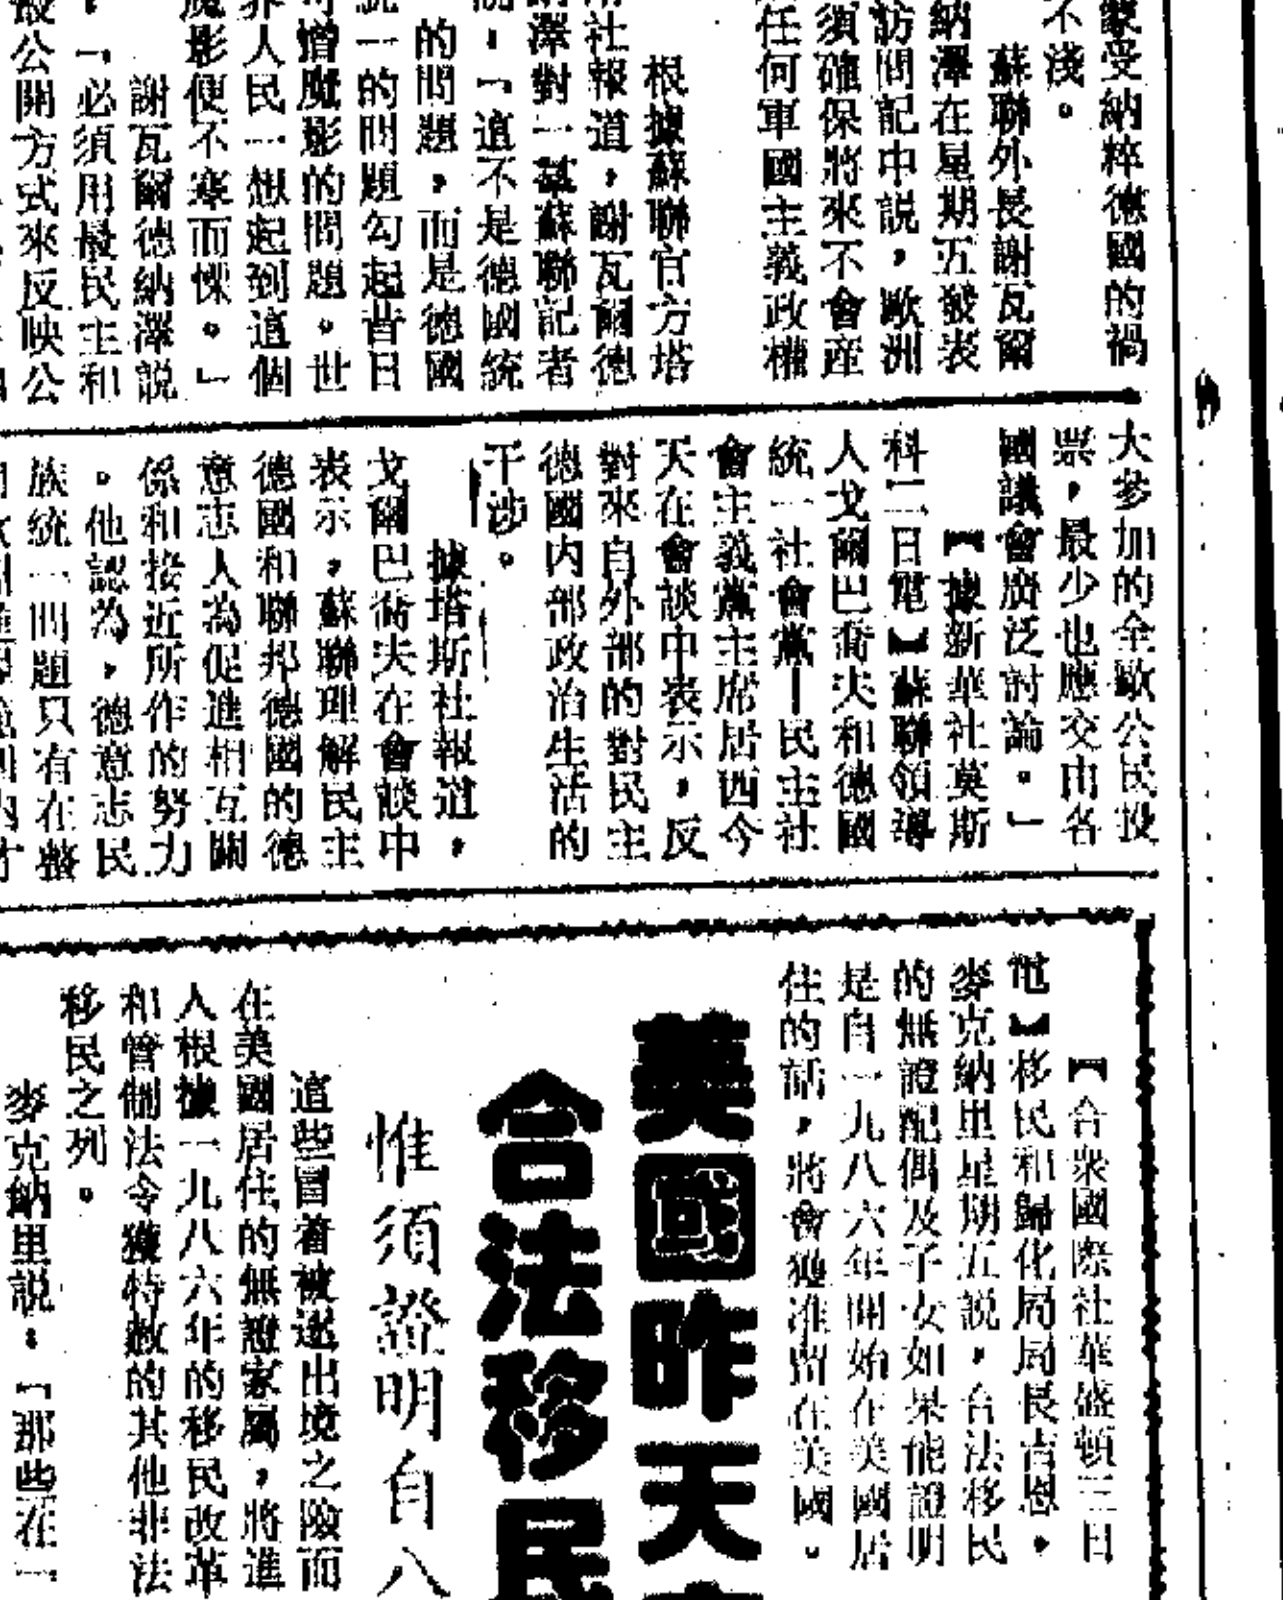 蒙受納粹德國的禍
不淺。
蘇聯外長謝瓦爾
納澤在星期五發表
訪問記中説，歐洲
須確保將來不會産
任何軍國主義政權
根據蘇聯官方塔
社報道，謝瓦爾德
澤對一羣蘇聯記者
：「這不是德國統
的問題，而是德國
一的問題勾起昔日
憎魔影的問題。世
界人民一想起到這個
魔影便不寒而慄。」
謝瓦爾德納澤説
：「必須用最民主和
最公開方式來反映公
大參加的全歐公民投
票，最少也應交由各
國議會廣泛討論。」
【據新華社莫斯
科二日電】蘇聯領導
人戈爾巴喬夫和德國
統一社會黨—民主社
會主義黨主席居西今
天在會談中表示，反
對來自外部的對民主
德國内部政治生活的
干涉。
據塔斯社報道，
戈爾巴喬夫在會談中
表示，蘇聯理解民主
德國和聯邦德國的德
意志人為促進相互關
係和接近所作的努力
。他認為，德意志民
族統一問題只有在整
美國昨天
合法移民
惟須證明自八
【合衆國際社華盛頓三日
電】移民和歸化局局長吉恩·
麥克納里星期五説，合法移民
的無證配偶及子女如果能證明
是自一九八六年開始在美國居
住的話，將會獲准留在美國。
這些冒着被逐出境之險而
在美國居住的無證家屬，將進
人根據一九八六年的移民改革
和管制法令獲特赦的其他非法
移民之列。
麥克納里説：「那些在一